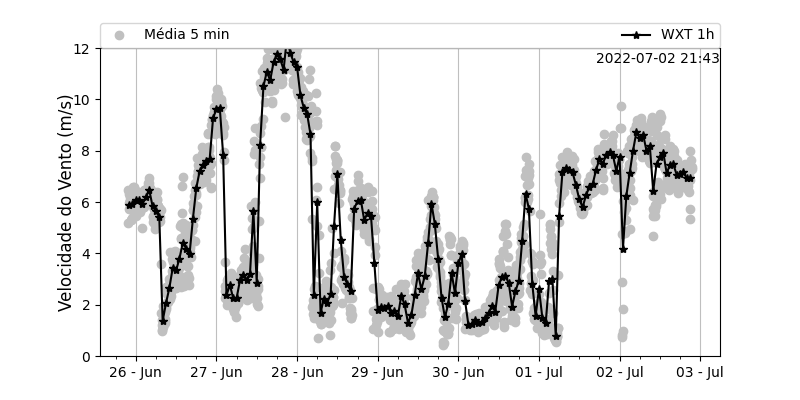 Média 5 min
WXT 1h
2022-07-02 21:43
Velocidade do Vento (m/s)
12
10
8
6
4
2
0
26 - Jun
27 - Jun
28 - Jun
29 - Jun
30 - Jun
01 - Jul
02 - Jul
03 - Jul